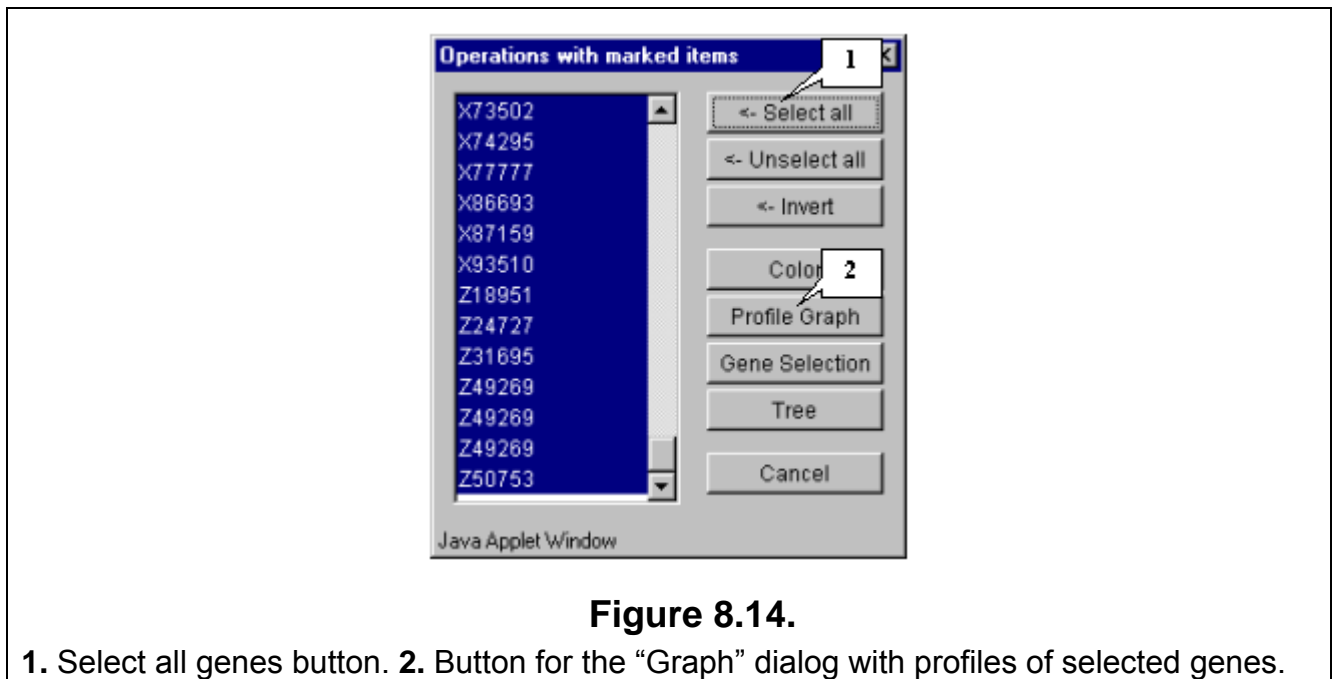 Operations with marked items
1
X73502
X74295
X77777
X86693
X87159
X93510
Z18951
Z24727
Z31695
Z49269
Z49269
Z49269
Z50753
<- Select all
<- Unselect all
<- Invert
Color
2
Profile Graph
Gene Selection
Tree
Cancel
Java Applet Window
Figure 8.14.
1. Select all genes button. 2. Button for the “Graph” dialog with profiles of selected genes.